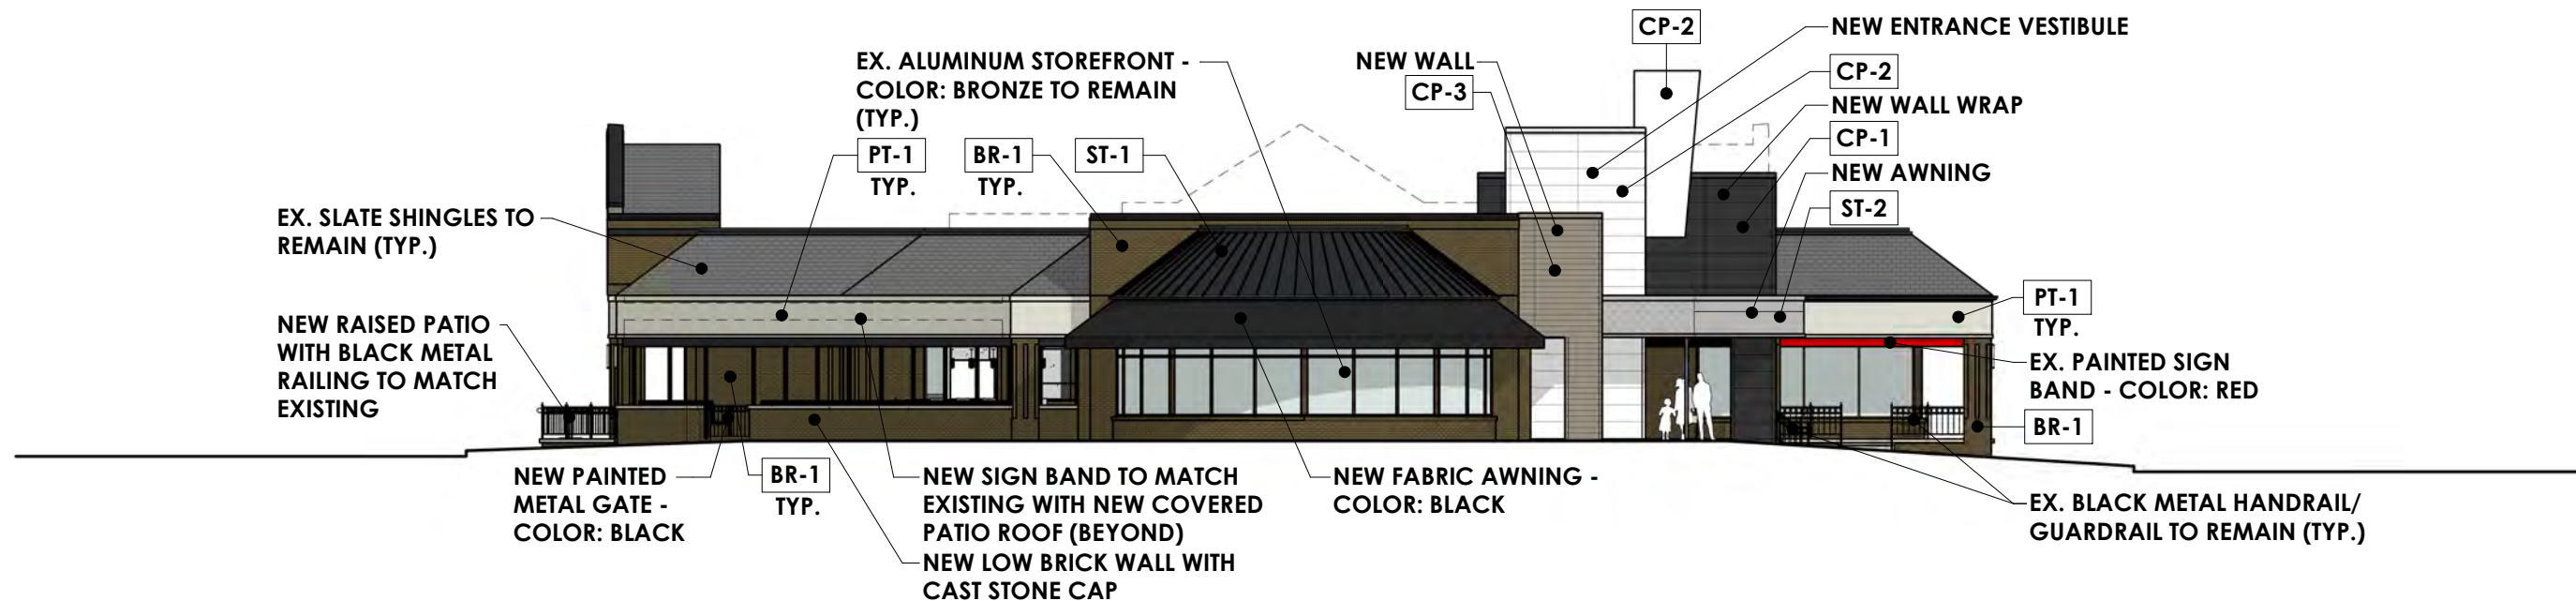 CP-2
NEW ENTRANCE VESTIBULE
EX. ALUMINUM STOREFRONT -
COLOR: BRONZE TO REMAIN
(TYP.)
NEW WALL
CP-3
CP-2
NEW WALL WRAP
CP-1
PT-1
TYP.
BR-1
TYP.
ST-1
NEW AWNING
ST-2
EX. SLATE SHINGLES TO
REMAIN (TYP.)
PT-1
TYP.
NEW RAISED PATIO
WITH BLACK METAL
RAILING TO MATCH
EXISTING
EX. PAINTED SIGN
BAND - COLOR: RED
BR-1
NEW PAINTED
METAL GATE -
COLOR: BLACK
BR-1
TYP.
NEW SIGN BAND TO MATCH
EXISTING WITH NEW COVERED
PATIO ROOF (BEYOND)
NEW LOW BRICK WALL WITH
CAST STONE CAP
NEW FABRIC AWNING -
COLOR: BLACK
EX. BLACK METAL HANDRAIL/
GUARDRAIL TO REMAIN (TYP.)